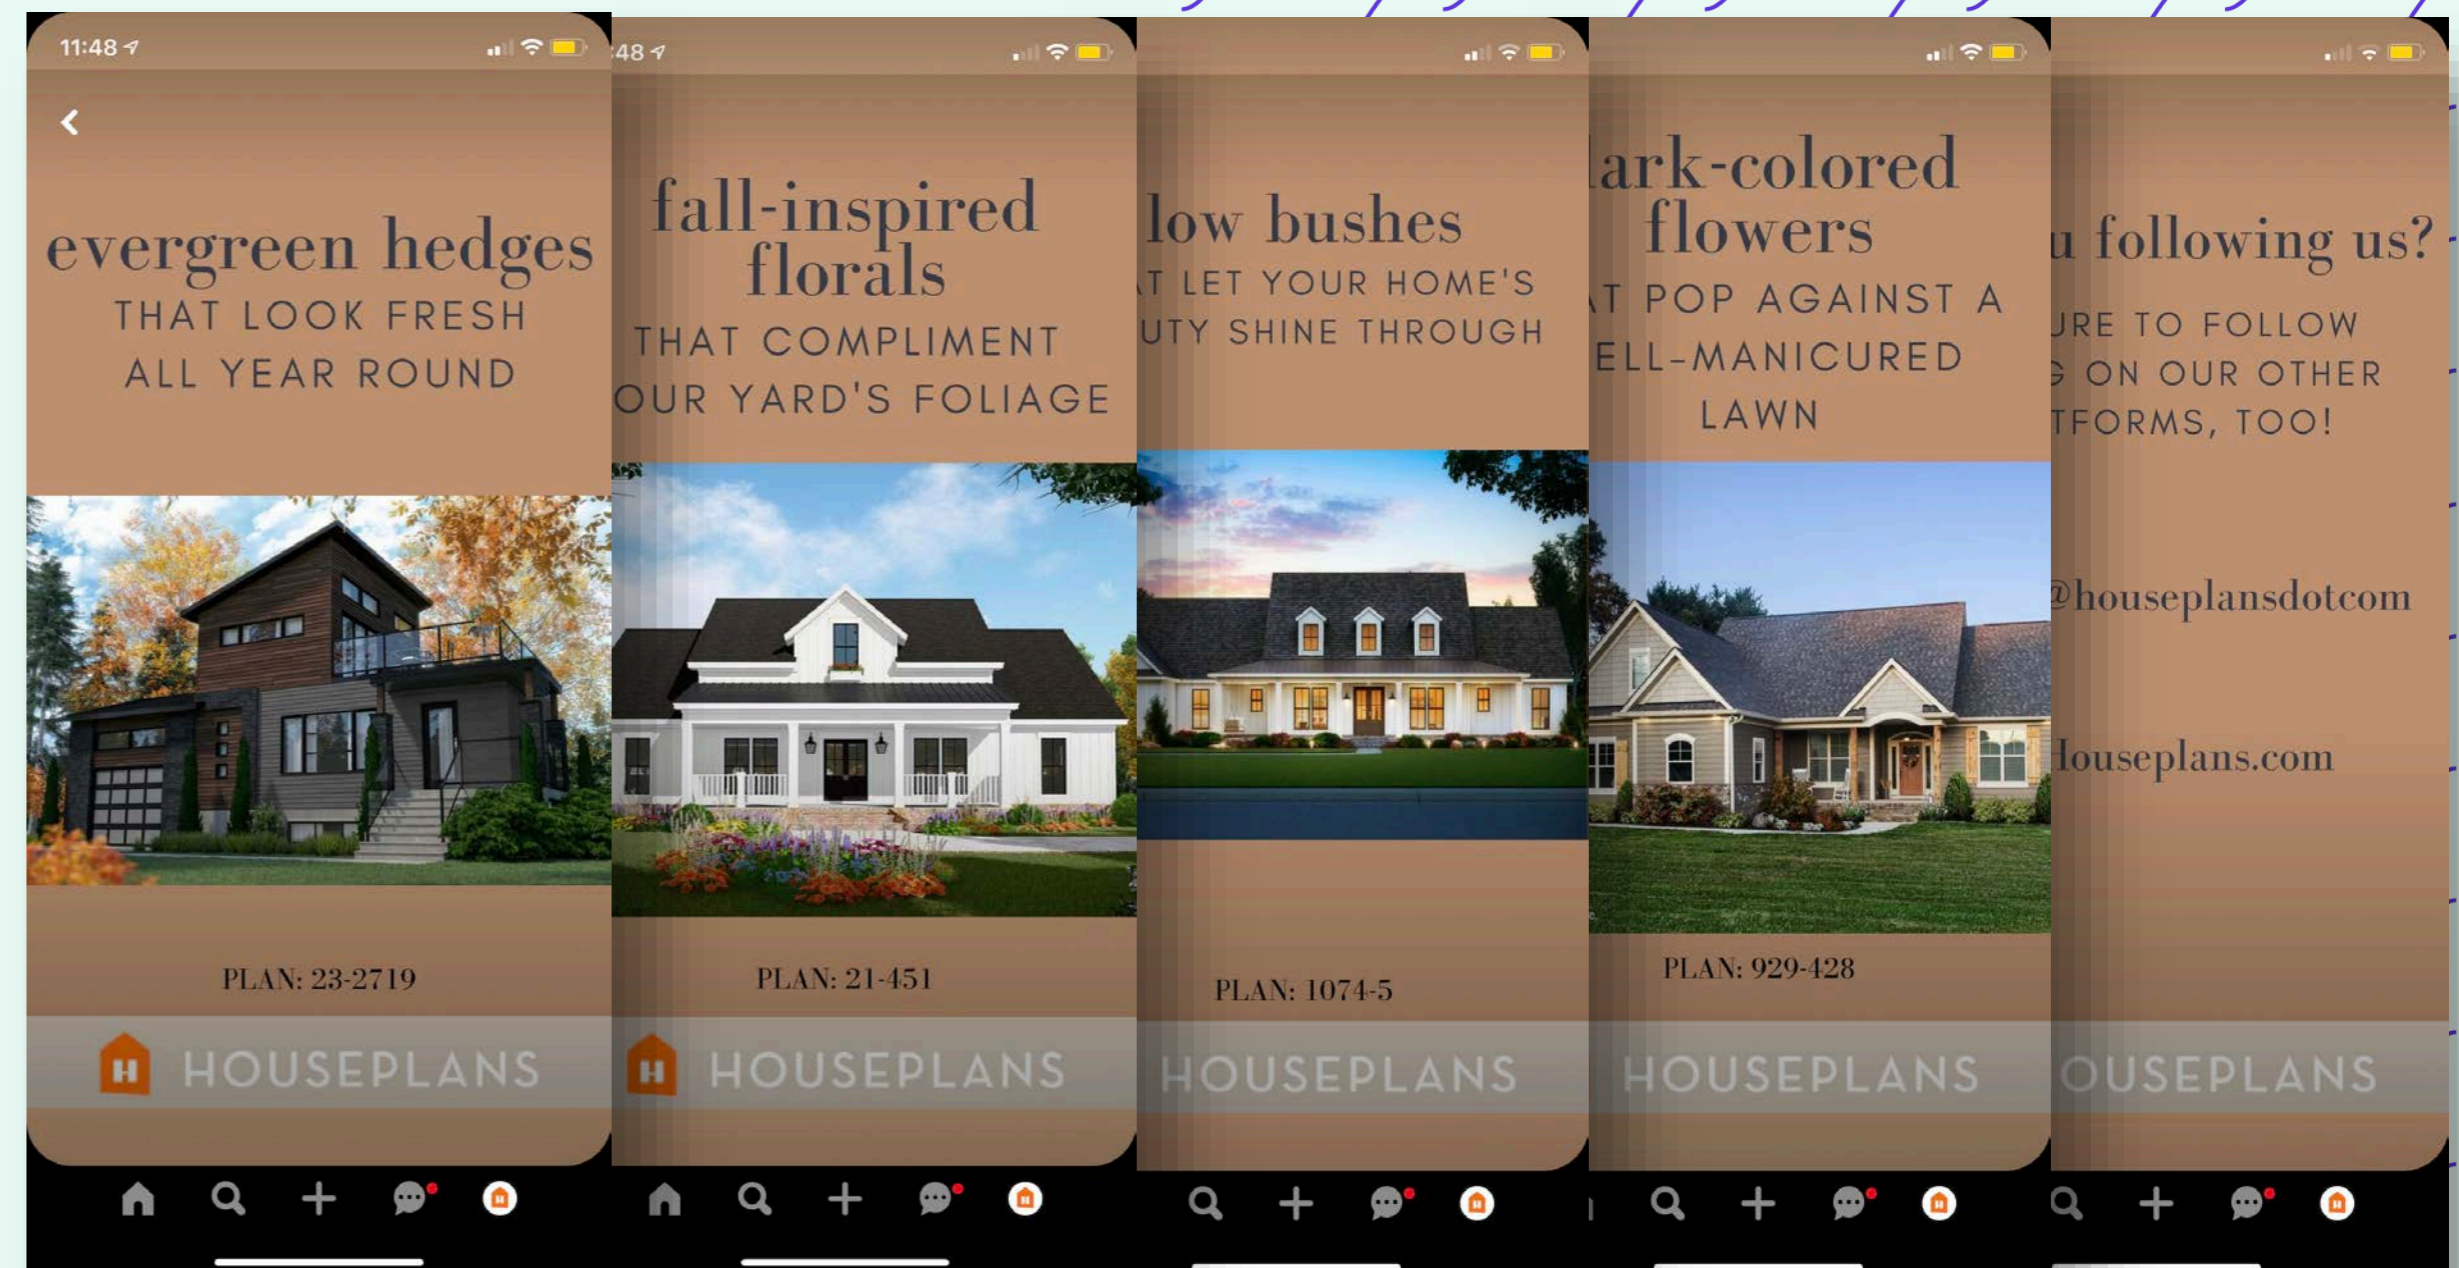 11:48
evergreen hedges
THAT LOOK FRESH
ALL YEAR ROUND
PLAN: 23-2719
H HOUSEPLANS
:48
fall-inspired
florals
THAT COMPLIMENT
OUR YARD'S FOLIAGE
PLAN: 21-451
H HOUSEPLANS
low bushes
AT LET YOUR HOME'S
UTY SHINE THROUGH
PLAN: 1074-5
HOUSEPLANS
ark-colored
flowers
AT POP AGAINST A
ELL-MANICURED
LAWN
PLAN: 929-428
HOUSEPLANS
u following us?
URE TO FOLLOW
G ON OUR OTHER
TFORMS, TOO!
@houseplansdotcom
Houseplans.com
OUSEPLANS